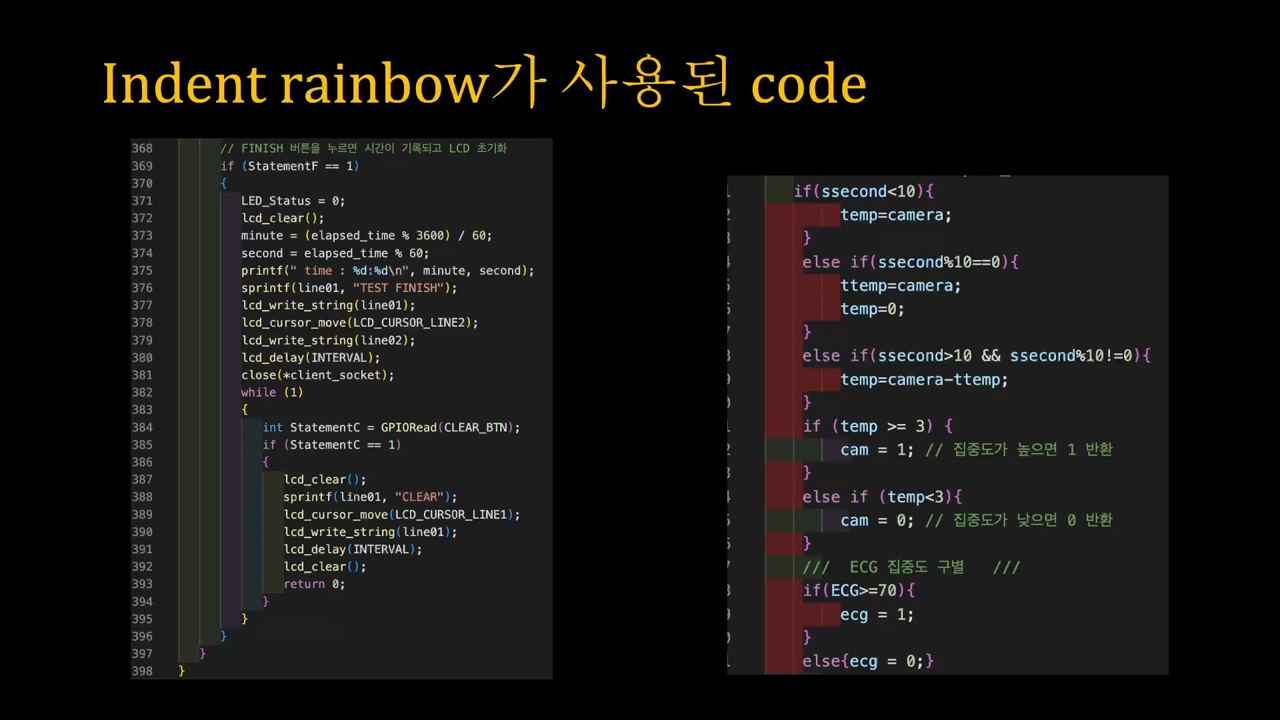 Indent rainbow가 사용된 code
368 // FINISH 버튼을 누르면 시간이 기록되고 LCD 초기화
369 if (StatementF == 1)
370 {
371 LED_Status = 0;
372 lcd_clear();
373 minute = (elapsed_time % 3600) / 60;
374 second = elapsed_time % 60;
375 printf(" time : %d:%d\n", minute, second);
376 sprintf(line01, "TEST FINISH");
377 lcd_write_string(line01);
378 lcd_cursor_move(LCD_CURSOR_LINE2);
379 lcd_write_string(line02);
380 lcd_delay(INTERVAL);
381 close(*client_socket);
382 while (1)
383 {
384 int StatementC = GPIORead(CLEAR_BTN);
385 if (StatementC == 1)
386 {
387 lcd_clear();
388 sprintf(line01, "CLEAR");
389 lcd_cursor_move(LCD_CURSOR_LINE1);
390 lcd_write_string(line01);
391 lcd_delay(INTERVAL);
392 lcd_clear();
393 return 0;
394 }
395 }
396 }
397 }
398 }
if(ssecond<10){
temp=camera;
}
else if(ssecond%10==0){
ttemp=camera;
temp=0;
}
else if(ssecond>10 && ssecond%10!=0){
temp=camera-ttemp;
}
if (temp >= 3) {
cam = 1; // 집중도가 높으면 1 반환
}
else if (temp<3){
cam = 0; // 집중도가 낮으면 0 반환
}
/// ECG 집중도 구별 ///
if(ECG>=70){
ecg = 1;
}
else{ecg = 0;}